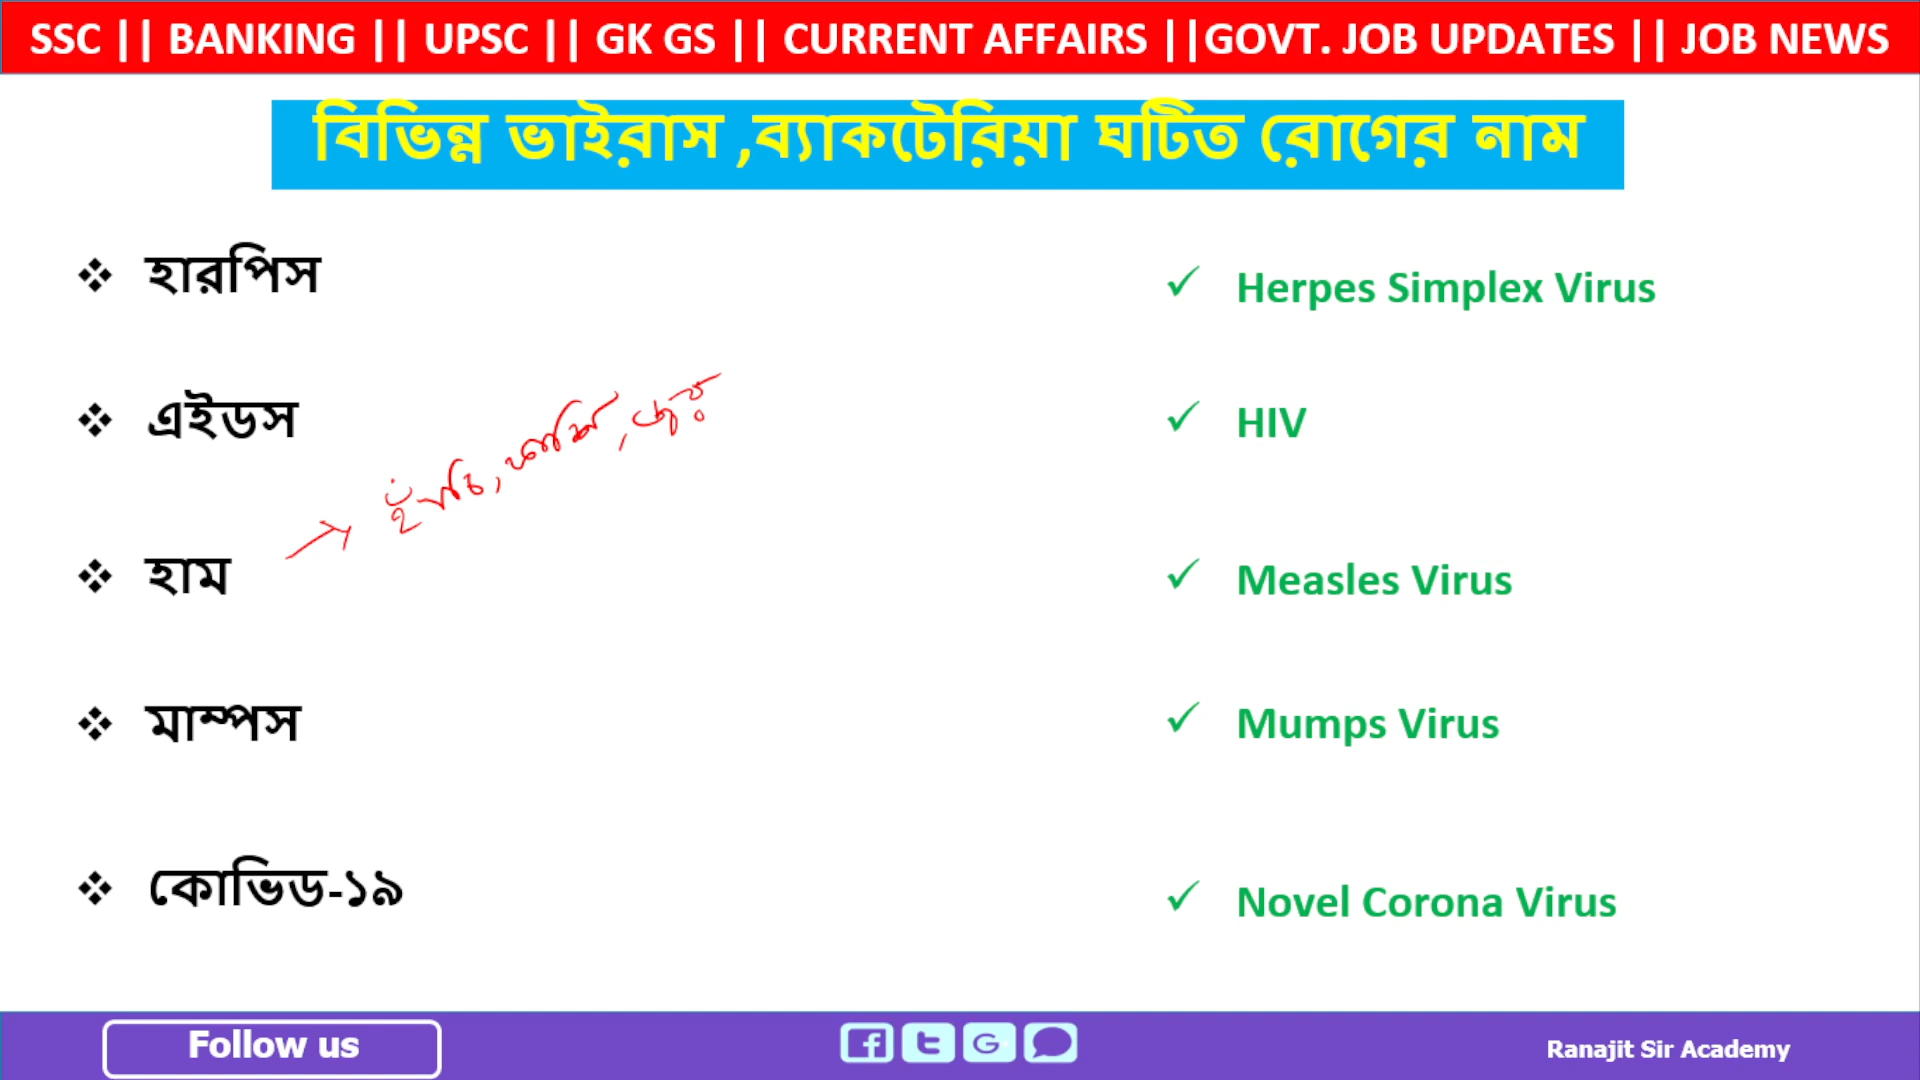 SSC || BANKING || UPSC || GK GS || CURRENT AFFAIRS ||GOVT. JOB UPDATES || JOB NEWS
বিভিন্ন ভাইরাস ,ব্যাকটেরিয়া ঘটিত রোগের নাম
❖ হারপিস ✓ Herpes Simplex Virus
❖ এইডস ✓ HIV
→ হাঁচি, কাশি, জ্বর
❖ হাম ✓ Measles Virus
❖ মাম্পস ✓ Mumps Virus
❖ কোভিড-১৯ ✓ Novel Corona Virus
Follow us
Ranajit Sir Academy